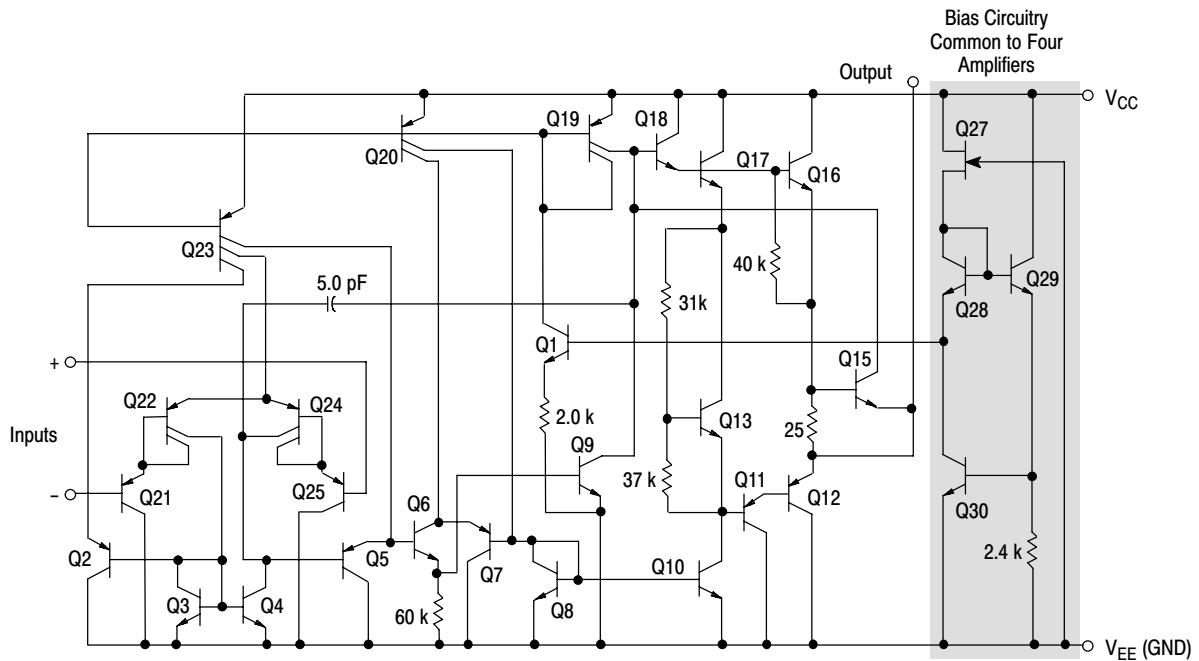 Bias Circuitry
Common to Four
Amplifiers
Output
VCC
Q19
Q18
Q27
Q20
Q17
Q16
Q23
40 k
5.0 pF
31k
Q28
Q29
Q1
Q15
+
Q22
Q24
2.0 k
Q13
25
Inputs
Q9
37 k
Q11
−
Q21
Q25
Q6
Q12
Q30
Q2
Q5
Q7
Q10
2.4 k
Q3
Q4
60 k
Q8
VEE (GND)